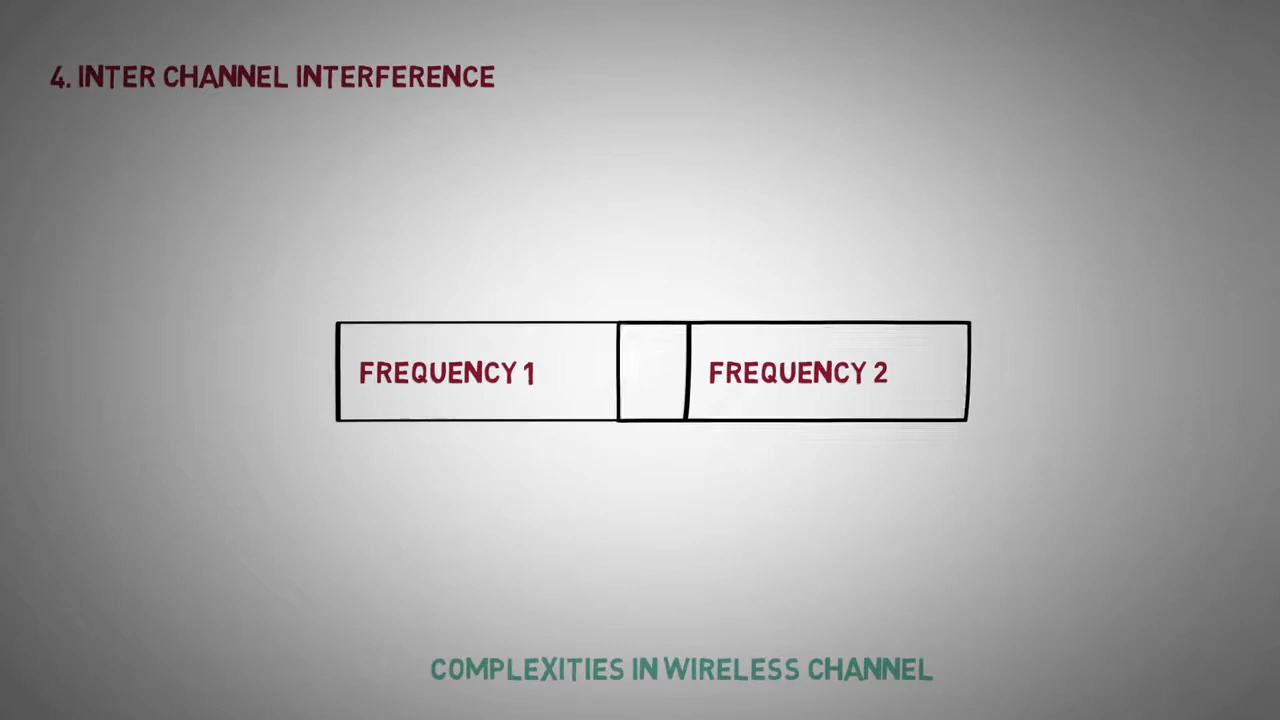 4. INTER CHANNEL INTERFERENCE
FREQUENCY 1
FREQUENCY 2
COMPLEXITIES IN WIRELESS CHANNEL